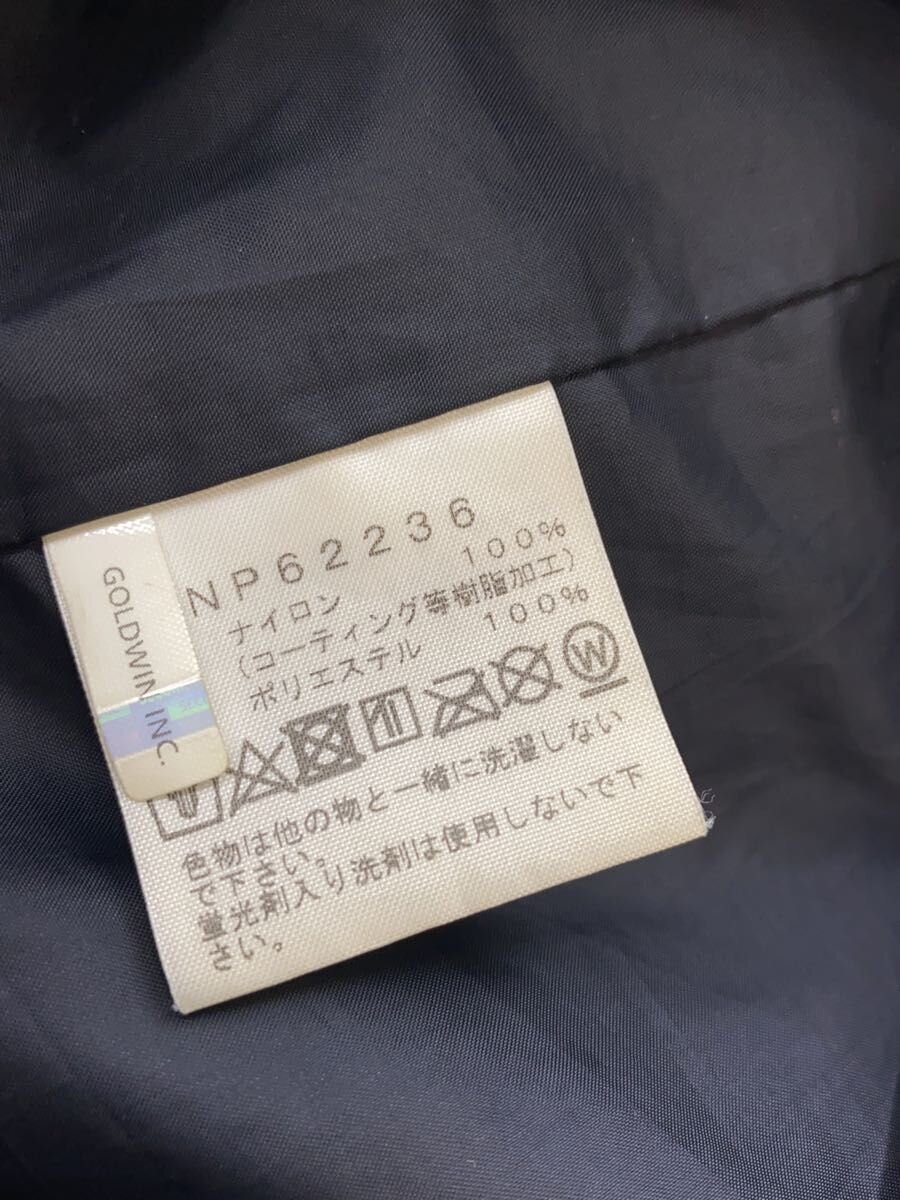 NP62236
ナイロン 100%
(コーティング等樹脂加工)
ポリエステル 100%
W
色物は他の物と一緒に洗濯しない
で下さい。
蛍光剤入り洗剤は使用しないで下
さい。
GOLDWIN INC.